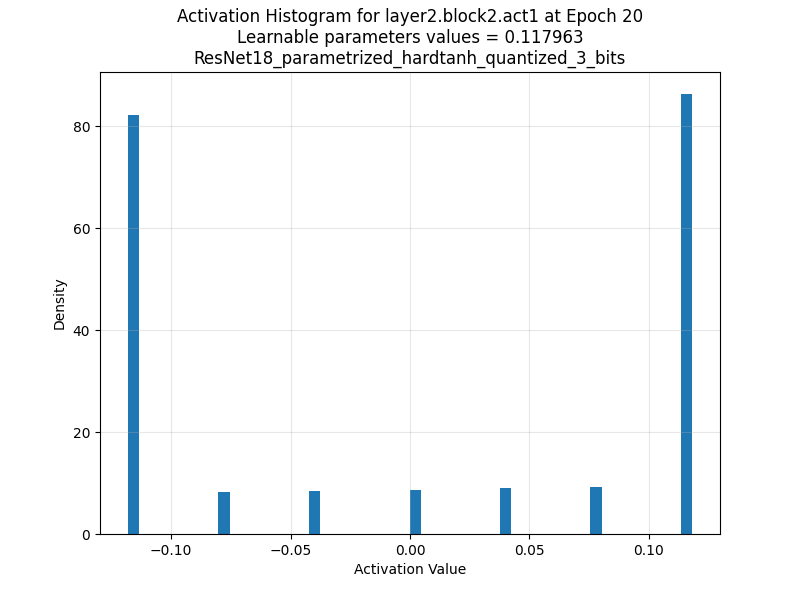 Activation Histogram for layer2.block2.act1 at Epoch 20
Learnable parameters values = 0.117963
ResNet18_parametrized_hardtanh_quantized_3_bits
Density
80
60
40
20
0
−0.10 −0.05 0.00 0.05 0.10
Activation Value